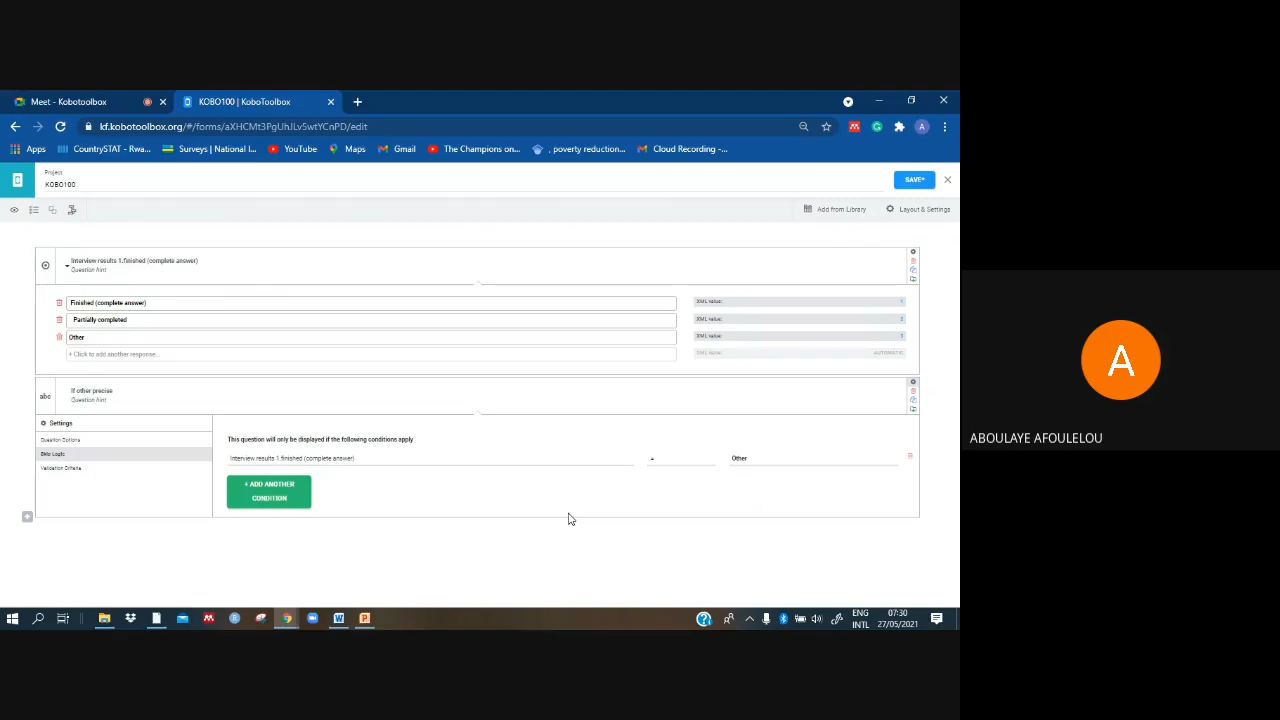 Meet - Kobotoolbox
KOBO100 | KoboToolbox
kf.kobotoolbox.org/#/forms/aXHCMt3PgUhJLv5wtYCnPD/edit
A
Apps
CountrySTAT - Rwa...
Surveys | National I...
YouTube
Maps
Gmail
The Champions on...
, poverty reduction...
Cloud Recording -...
Project
KOBO100
SAVE*
Add from Library
Layout & Settings
Interview results 1.finished (complete answer)
Question hint
Finished (complete answer)
XML value:
1
Partially completed
XML value:
2
Other
XML value:
+ Click to add another response...
XML value:
AUTOMATIC
abc
If other precise
Question hint
Settings
Question Options
Skip Logic
Validation Criteria
This question will only be displayed if the following conditions apply
Interview results 1.finished (complete answer)
Other
+ ADD ANOTHER
CONDITION
A
ABOULAYE AFOULELOU
ENG
INTL
07:30
27/05/2021